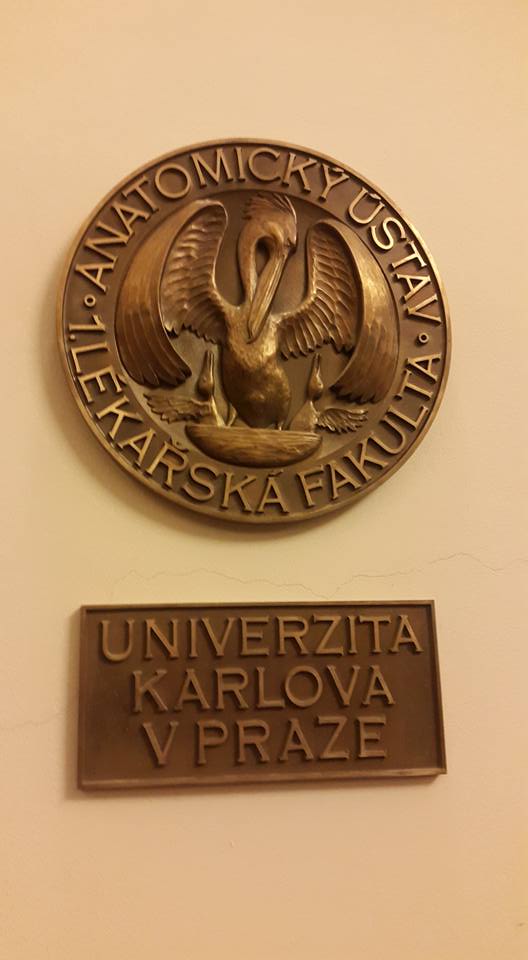 ANATOMICKÝ ÚSTAV
1. LÉKAŘSKÁ FAKULTA
UNIVERZITA
KARLOVA
V PRAZE